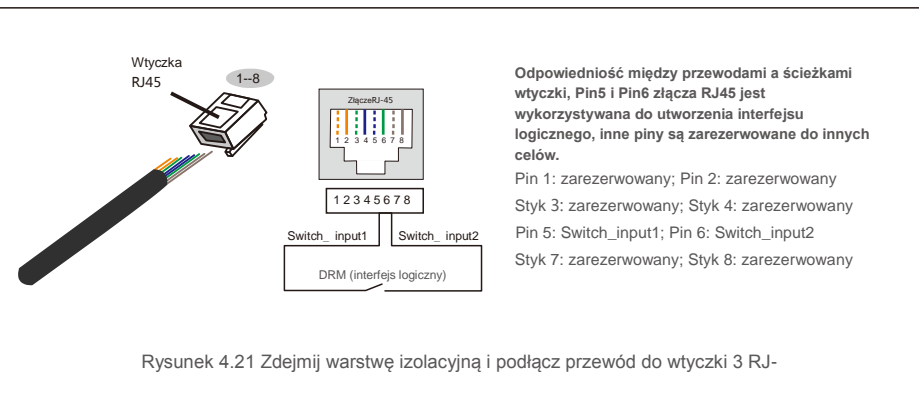 Wtyczka
RJ45
1--8
ZłączeRJ-45
1 2 3 4 5 6 7 8
1 2 3 4 5 6 7 8
Switch_ input1
Switch_ input2
DRM (interfejs logiczny)
Odpowiedniość między przewodami a ścieżkami
wtyczki, Pin5 i Pin6 złącza RJ45 jest
wykorzystywana do utworzenia interfejsu
logicznego, inne piny są zarezerwowane do innych
celów.
Pin 1: zarezerwowany; Pin 2: zarezerwowany
Styk 3: zarezerwowany; Styk 4: zarezerwowany
Pin 5: Switch_input1; Pin 6: Switch_input2
Styk 7: zarezerwowany; Styk 8: zarezerwowany
Rysunek 4.21 Zdejmij warstwę izolacyjną i podłącz przewód do wtyczki 3 RJ-